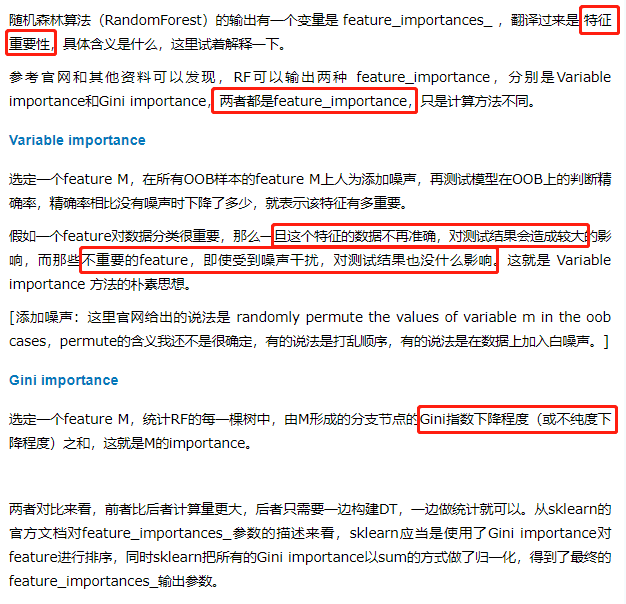 随机森林算法（RandomForest）的输出有一个变量是 feature_importances_ ，翻译过来是 特征
重要性，具体含义是什么，这里试着解释一下。
参考官网和其他资料可以发现，RF可以输出两种 feature_importance，分别是Variable
importance和Gini importance，两者都是feature_importance，只是计算方法不同。
Variable importance
选定一个feature M，在所有OOB样本的feature M上人为添加噪声，再测试模型在OOB上的判断精
确率，精确率相比没有噪声时下降了多少，就表示该特征有多重要。
假如一个feature对数据分类很重要，那么一旦这个特征的数据不再准确，对测试结果会造成较大的影
响，而那些不重要的feature，即使受到噪声干扰，对测试结果也没什么影响。这就是 Variable
importance 方法的朴素思想。
[添加噪声：这里官网给出的说法是 randomly permute the values of variable m in the oob
cases，permute的含义我还不是很确定，有的说法是打乱顺序，有的说法是在数据上加入白噪声。]
Gini importance
选定一个feature M，统计RF的每一棵树中，由M形成的分支节点的Gini指数下降程度（或不纯度下
降程度）之和，这就是M的importance。
两者对比来看，前者比后者计算量更大，后者只需要一边构建DT，一边做统计就可以。从sklearn的
官方文档对feature_importances_参数的描述来看，sklearn应当是使用了Gini importance对
feature进行排序，同时sklearn把所有的Gini importance以sum的方式做了归一化，得到了最终的
feature_importances_输出参数。